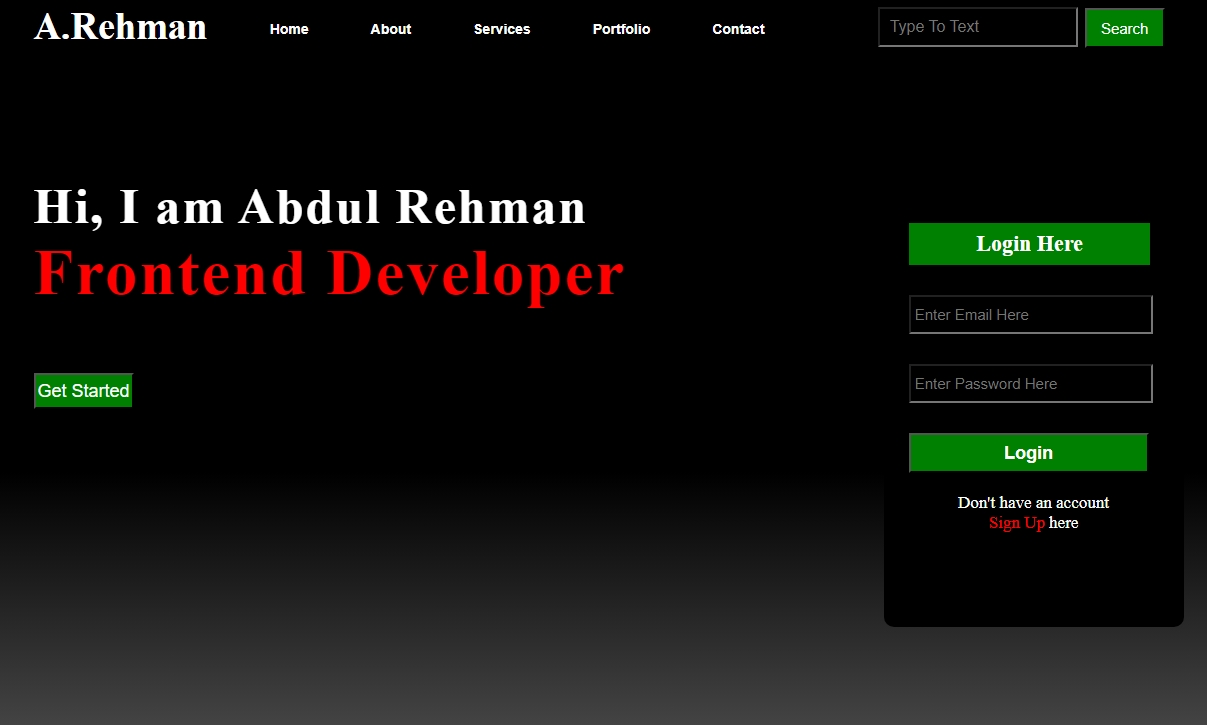 A.Rehman
Home
About
Services
Portfolio
Contact
Type To Text
Search
Hi, I am Abdul Rehman
Frontend Developer
Get Started
Login Here
Enter Email Here
Enter Password Here
Login
Don't have an account
Sign Up here